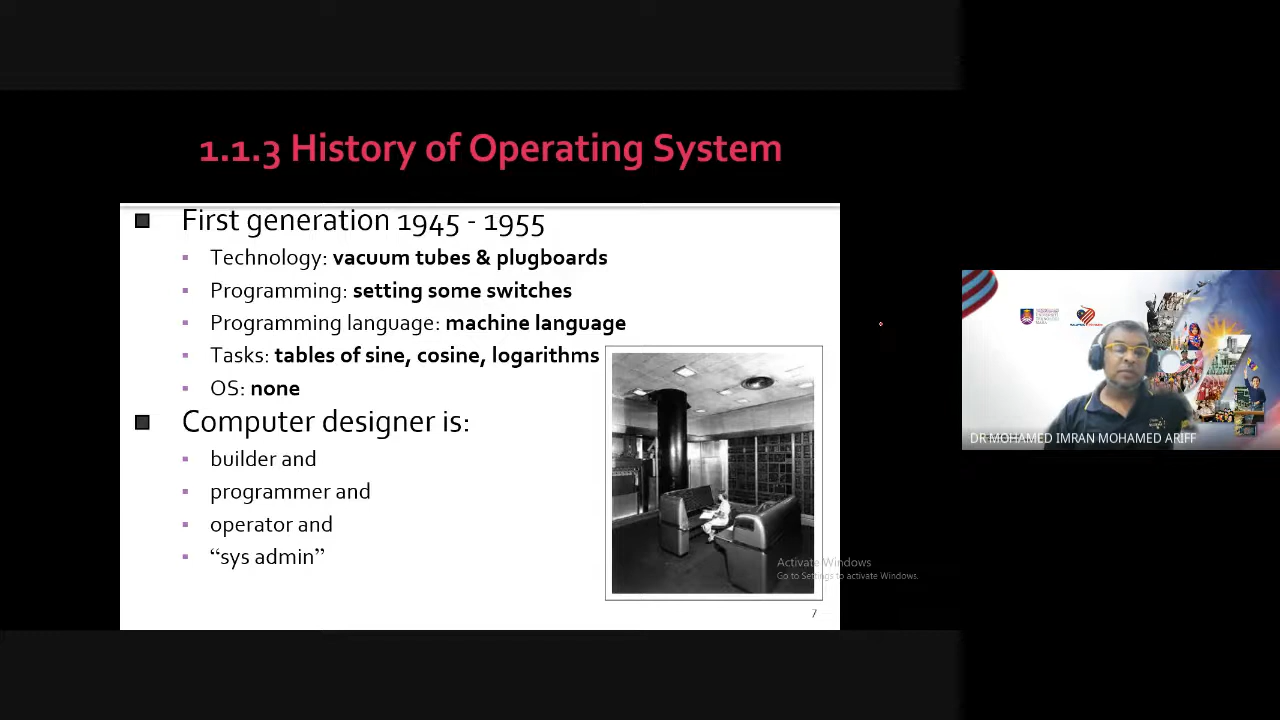 1.1.3 History of Operating System
First generation 1945 - 1955
Technology: vacuum tubes & plugboards
Programming: setting some switches
Programming language: machine language
Tasks: tables of sine, cosine, logarithms
OS: none
Computer designer is:
builder and
programmer and
operator and
“sys admin”
Activate Windows
Go to Settings to activate Windows.
7
DR MOHAMED IMRAN MOHAMED ARIFF